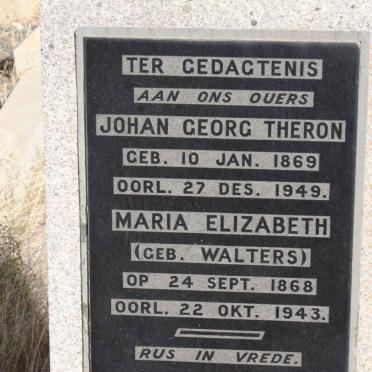 TER GEDAGTENIS
AAN ONS OUERS
JOHAN GEORG THERON
GEB. 10 JAN. 1869
OORL. 27 DES. 1949.
MARIA ELIZABETH
(GEB. WALTERS)
OP 24 SEPT. 1868
OORL. 22 OKT. 1943.
RUS IN VREDE.